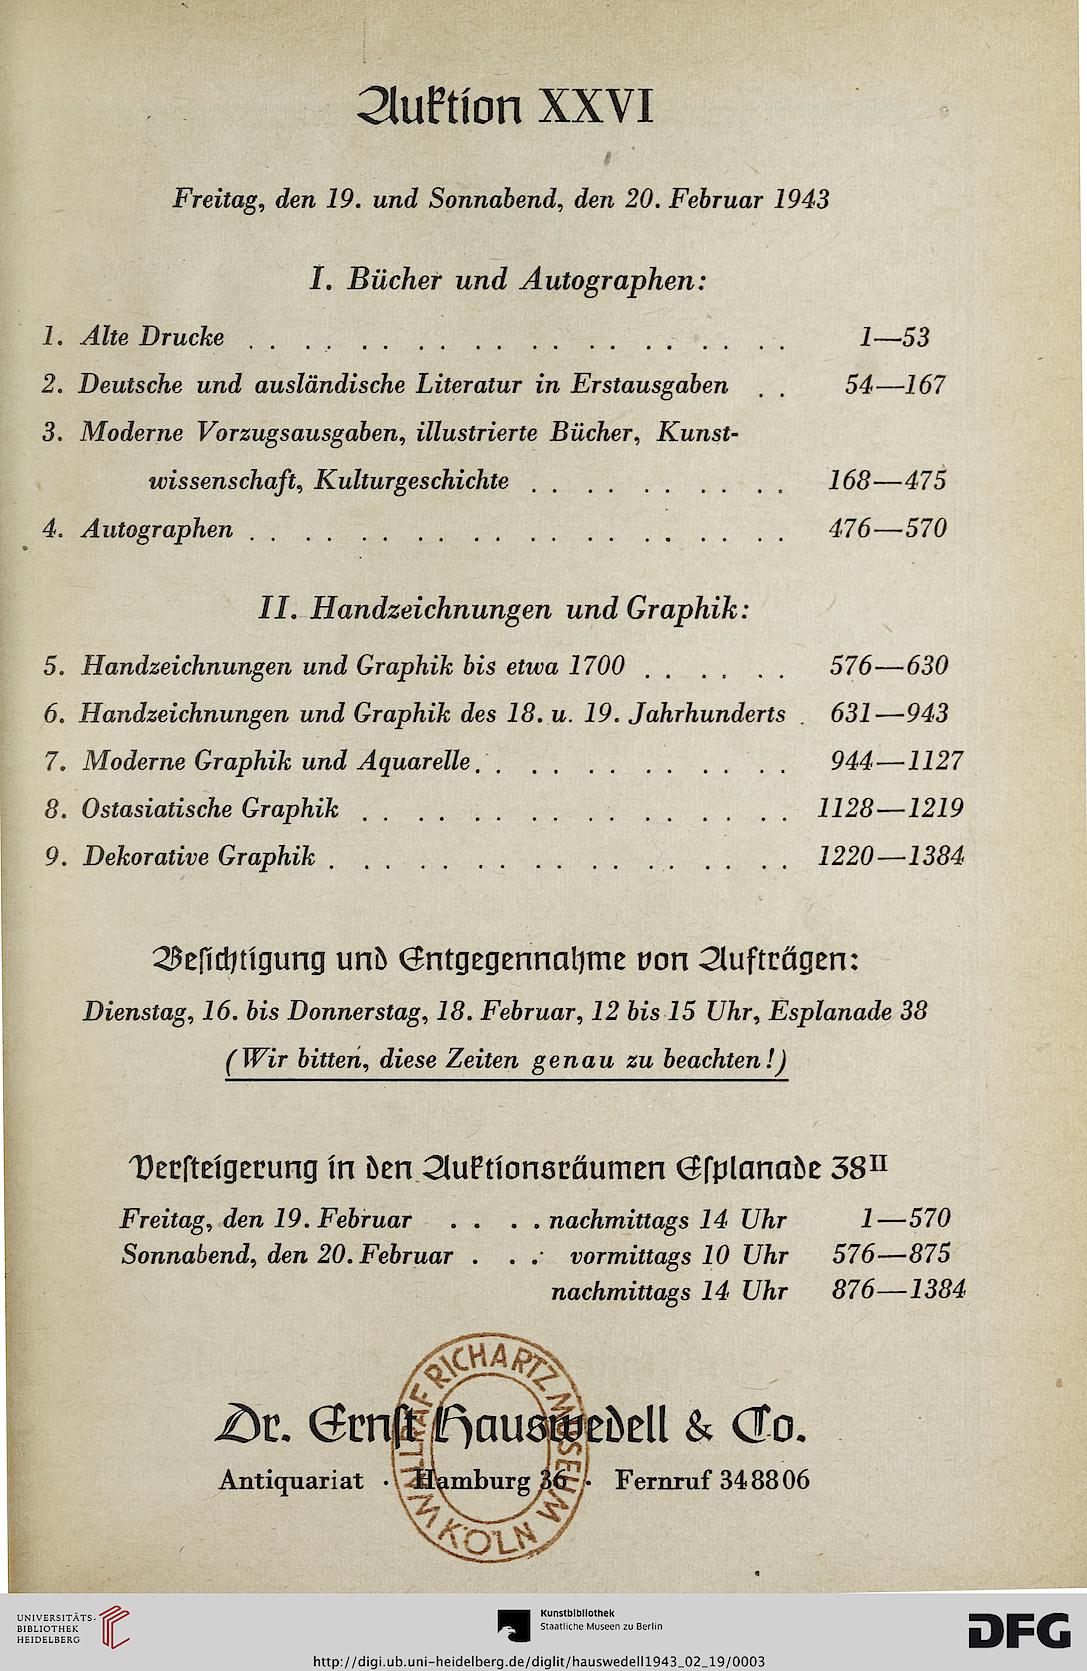 Auktion XXVI
Freitag, den 19. und Sonnabend, den 20. Februar 1943
I. Bücher und Autographen:
1. Alte Drucke . . . . . . . . . . . . . . . . . . . . 1—53
2. Deutsche und ausländische Literatur in Erstausgaben . . 54—167
3. Moderne Vorzugsausgaben, illustrierte Bücher, Kunst-
wissenschaft, Kulturgeschichte . . . . . . . . . . 168—475
4. Autographen . . . . . . . . . . . . . . . . . . . . 476—570
II. Handzeichnungen und Graphik:
5. Handzeichnungen und Graphik bis etwa 1700 . . . . . . 576—630
6. Handzeichnungen und Graphik des 18. u. 19. Jahrhunderts . 631—943
7. Moderne Graphik und Aquarelle . . . . . . . . . . . . 944—1127
8. Ostasiatische Graphik . . . . . . . . . . . . . . . . 1128—1219
9. Dekorative Graphik . . . . . . . . . . . . . . . . . 1220—1384
Besichtigung und Entgegennahme von Aufträgen:
Dienstag, 16. bis Donnerstag, 18. Februar, 12 bis 15 Uhr, Esplanade 38
(Wir bitten, diese Zeiten genau zu beachten!)
Versteigerung in den Auktionsräumen Esplanade 38II
Freitag, den 19. Februar . . . . nachmittags 14 Uhr 1—570
Sonnabend, den 20. Februar . . . vormittags 10 Uhr 576—875
nachmittags 14 Uhr 876—1384
Dr. Ernst Hauswedell & Co.
Antiquariat · Hamburg 36 · Fernruf 348806
WALLRAF RICHARTZ MUSEUM
KÖLN
UNIVERSITÄTS-
BIBLIOTHEK
HEIDELBERG
Kunstbibliothek
Staatliche Museen zu Berlin
DFG
http://digi.ub.uni-heidelberg.de/diglit/hauswedell1943_02_19/0003